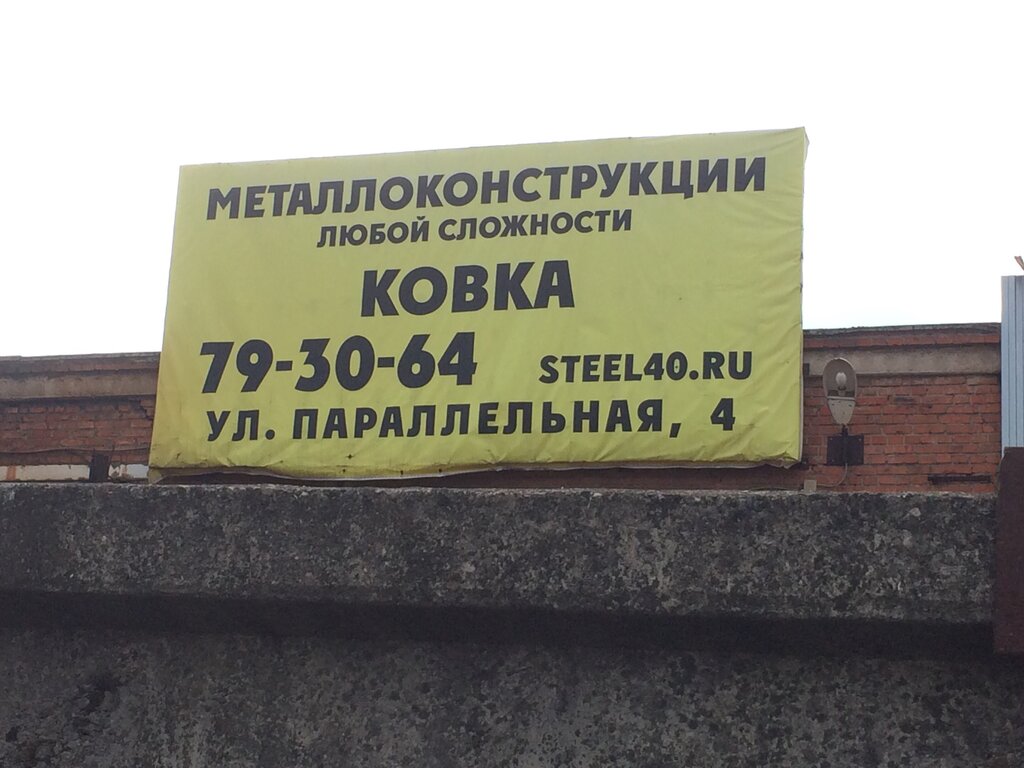 МЕТАЛЛОКОНСТРУКЦИИ
ЛЮБОЙ СЛОЖНОСТИ
КОВКА
79-30-64 STEEL40.RU
УЛ. ПАРАЛЛЕЛЬНАЯ, 4